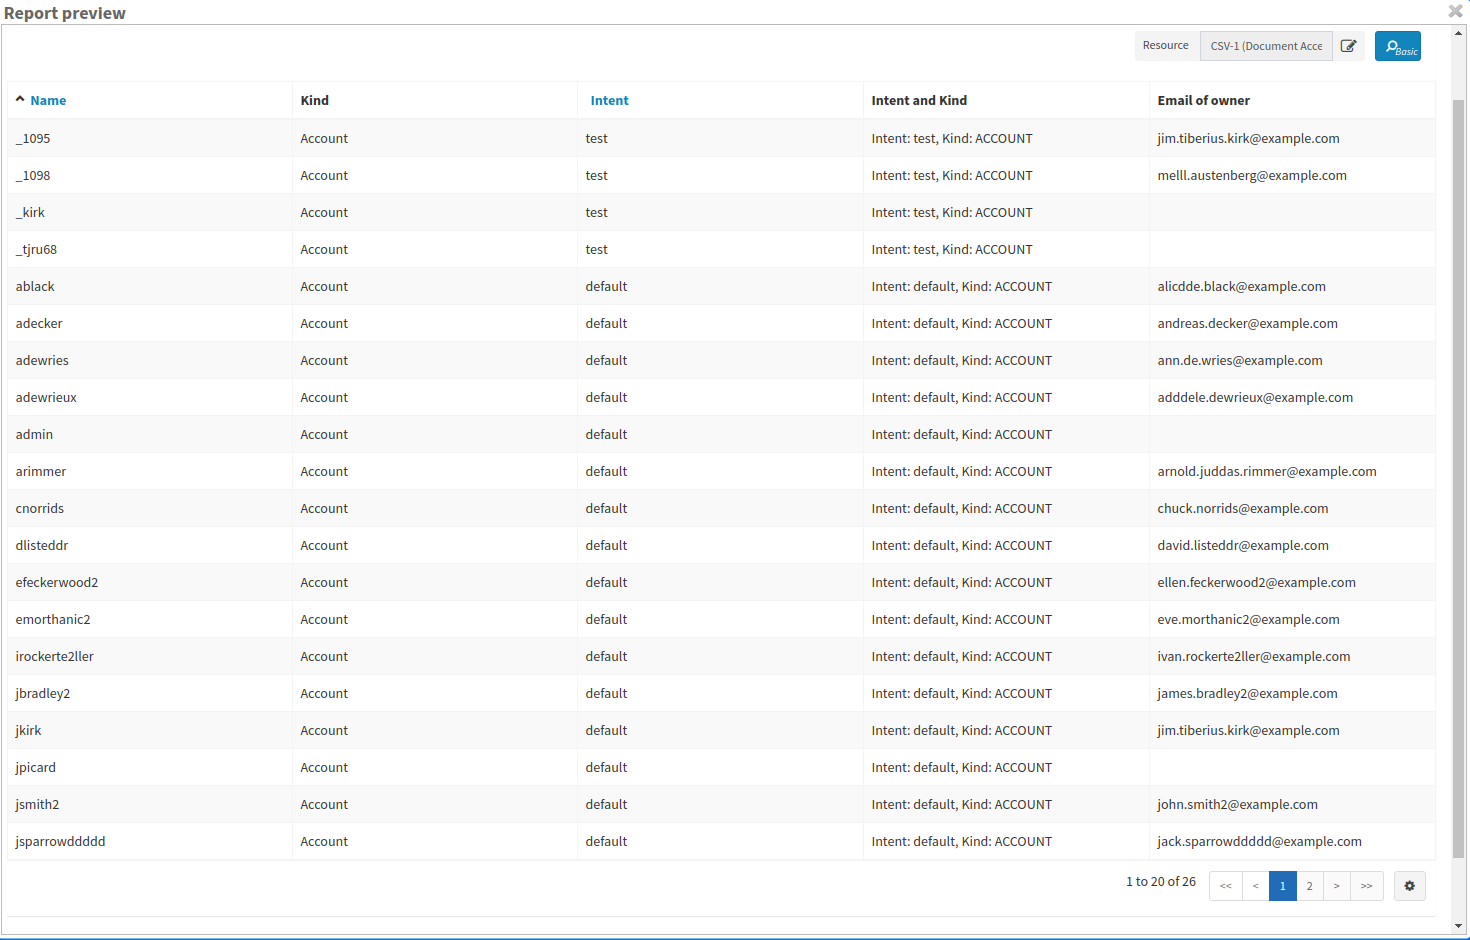 Report preview
Resource CSV-1 (Document Acce Basic
Name Kind Intent Intent and Kind Email of owner
_1095 Account test Intent: test, Kind: ACCOUNT jim.tiberius.kirk@example.com
_1098 Account test Intent: test, Kind: ACCOUNT melll.austenberg@example.com
_kirk Account test Intent: test, Kind: ACCOUNT
_tjru68 Account test Intent: test, Kind: ACCOUNT
ablack Account default Intent: default, Kind: ACCOUNT alicdde.black@example.com
adecker Account default Intent: default, Kind: ACCOUNT andreas.decker@example.com
adewries Account default Intent: default, Kind: ACCOUNT ann.de.wries@example.com
adewrieux Account default Intent: default, Kind: ACCOUNT adddele.dewrieux@example.com
admin Account default Intent: default, Kind: ACCOUNT
arimmer Account default Intent: default, Kind: ACCOUNT arnold.juddas.rimmer@example.com
cnorrids Account default Intent: default, Kind: ACCOUNT chuck.norrids@example.com
dlisteddr Account default Intent: default, Kind: ACCOUNT david.listeddr@example.com
efeckerwood2 Account default Intent: default, Kind: ACCOUNT ellen.feckerwood2@example.com
emorthanic2 Account default Intent: default, Kind: ACCOUNT eve.morthanic2@example.com
irockerte2ller Account default Intent: default, Kind: ACCOUNT ivan.rockerte2ller@example.com
jbradley2 Account default Intent: default, Kind: ACCOUNT james.bradley2@example.com
jkirk Account default Intent: default, Kind: ACCOUNT jim.tiberius.kirk@example.com
jpicard Account default Intent: default, Kind: ACCOUNT
jsmith2 Account default Intent: default, Kind: ACCOUNT john.smith2@example.com
jsparrowddddd Account default Intent: default, Kind: ACCOUNT jack.sparrowddddd@example.com
1 to 20 of 26 << < 1 2 > >>